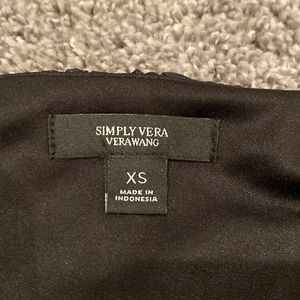 SIMPLY VERA
VERAWANG
XS
MADE IN
INDONESIA